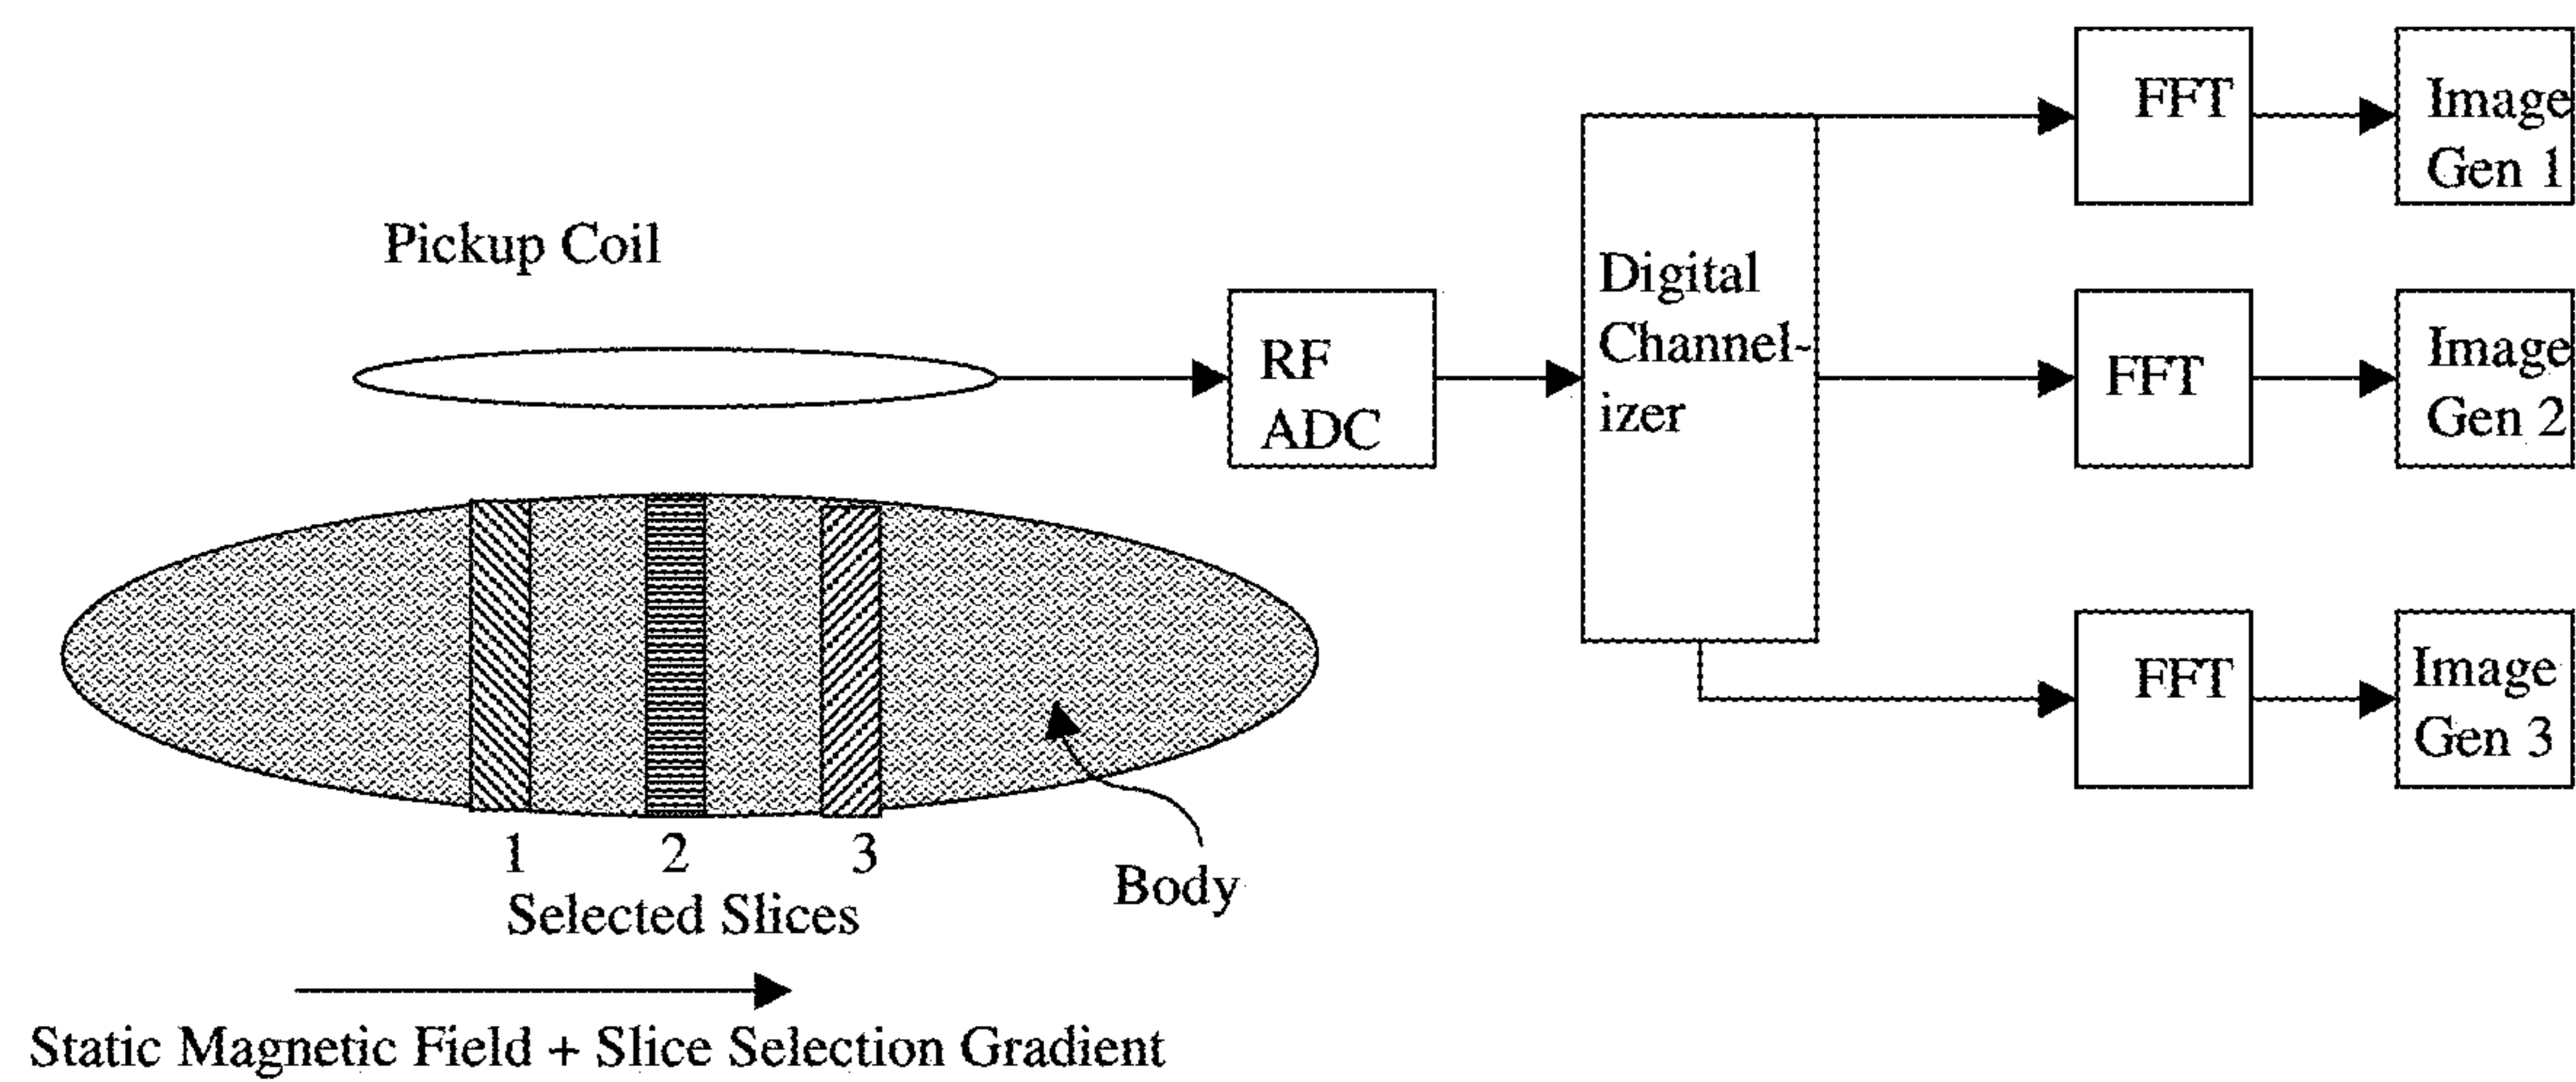 Pickup Coil
RF
ADC
Digital
Channel-
izer
FFT
Image
Gen 1
FFT
Image
Gen 2
FFT
Image
Gen 3
1 2 3
Selected Slices
Body
Static Magnetic Field + Slice Selection Gradient